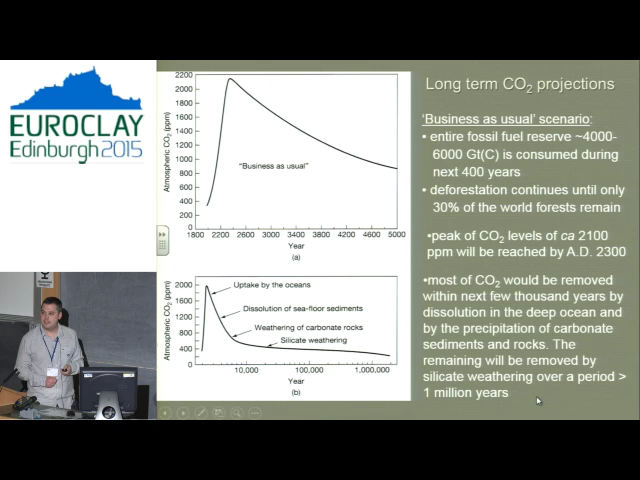 EUROCLAY
Edinburgh 2015
2200
2000
1800
1600
1400
1200
1000
800
600
400
200
0
Atmospheric CO2 (ppm)
"Business as usual"
1800 2200 2600 3000 3400 3800 4200 4600 5000
Year
(a)
2000
1600
1200
800
400
Atmospheric CO2 (ppm)
Uptake by the oceans
Dissolution of sea-floor sediments
Weathering of carbonate rocks
Silicate weathering
10,000 100,000 1,000,000
Year
(b)
Long term CO2 projections
'Business as usual' scenario:
• entire fossil fuel reserve ~4000-
6000 Gt(C) is consumed during
next 400 years
• deforestation continues until only
30% of the world forests remain
•peak of CO2 levels of ca 2100
ppm will be reached by A.D. 2300
•most of CO2 would be removed
within next few thousand years by
dissolution in the deep ocean and
by the precipitation of carbonate
sediments and rocks. The
remaining will be removed by
silicate weathering over a period >
1 million years